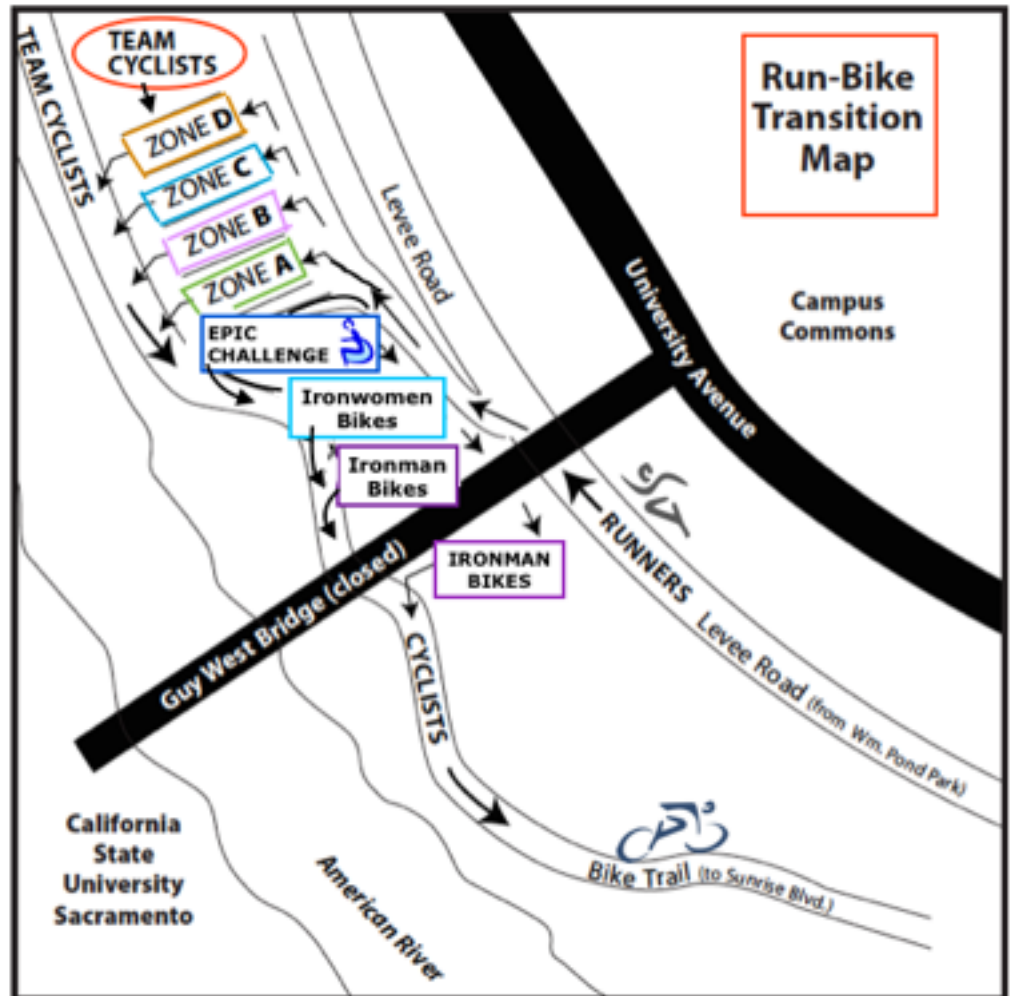 TEAM
CYCLISTS
TEAM CYCLISTS
ZONE D
ZONE C
ZONE B
ZONE A
EPIC
CHALLENGE
Ironwomen
Bikes
Ironman
Bikes
IRONMAN
BIKES
Levee Road
Run-Bike
Transition
Map
University Avenue
Campus
Commons
RUNNERS
Levee Road (from Wm. Pond Park)
Guy West Bridge (closed)
CYCLISTS
Bike Trail (to Sunrise Blvd.)
California
State
University
Sacramento
American River